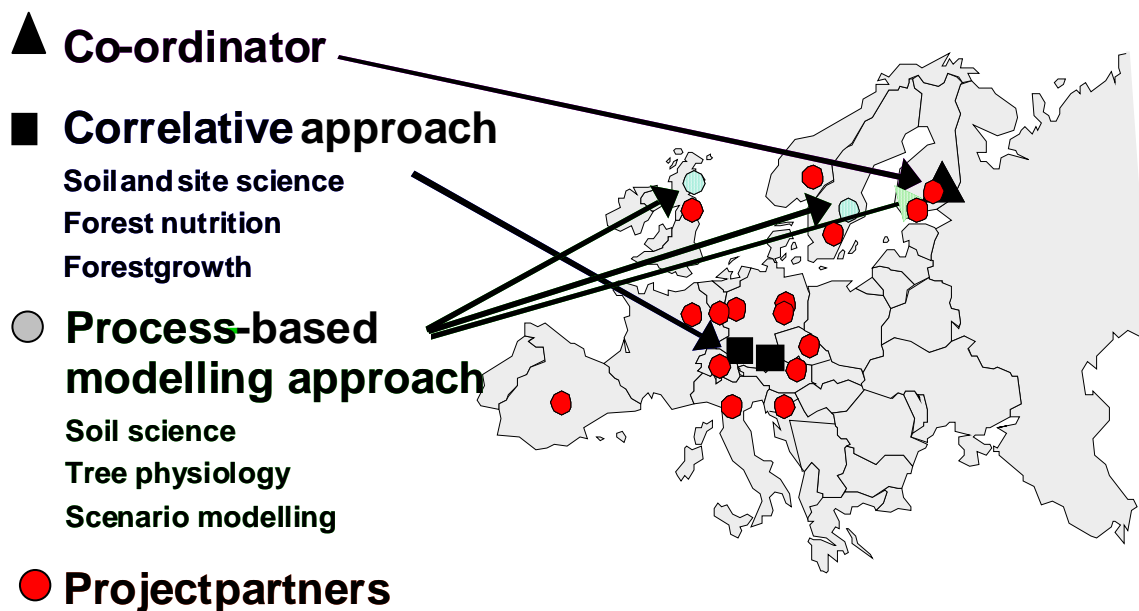 Co-ordinator
Correlative approach
Soil and site science
Forest nutrition
Forestgrowth
Process-based
modelling approach
Soil science
Tree physiology
Scenario modelling
Projectpartners